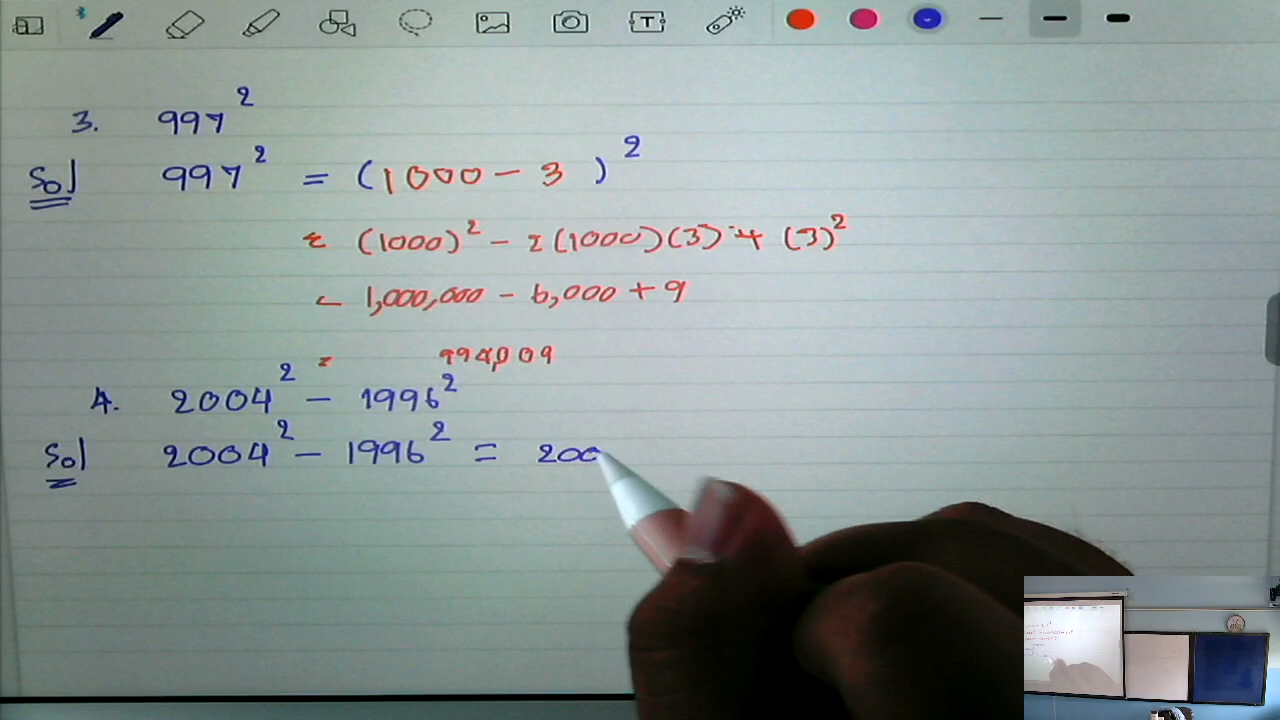 3. 997²
Sol 997² = (1000 - 3)²
= (1000)² - 2(1000)(3) + (3)²
= 1,000,000 - 6,000 + 9
= 994,009
4. 2004² - 1996²
Sol 2004² - 1996² = 200